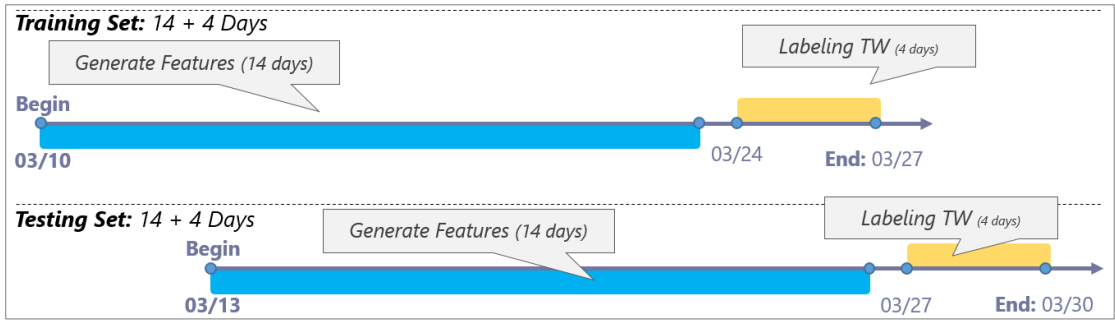 Training Set: 14 + 4 Days
Generate Features (14 days)
Labeling TW (4 days)
Begin
03/10
03/24
End: 03/27
Testing Set: 14 + 4 Days
Generate Features (14 days)
Labeling TW (4 days)
Begin
03/13
03/27
End: 03/30